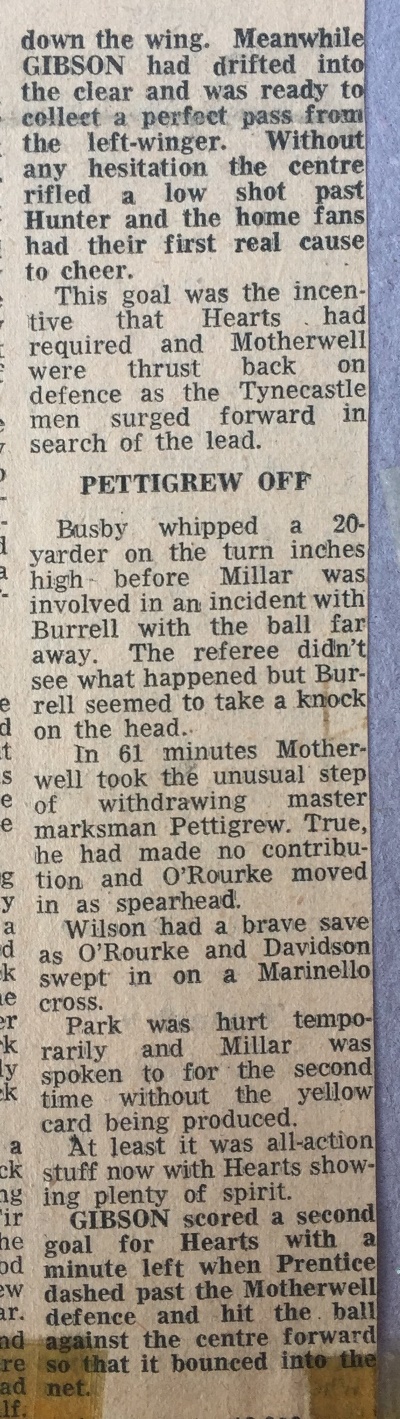 down the wing. Meanwhile
GIBSON had drifted into
the clear and was ready to
collect a perfect pass from
the left-winger. Without
any hesitation the centre
rifled a low shot past
Hunter and the home fans
had their first real cause
to cheer.
This goal was the incen-
tive that Hearts had
required and Motherwell
were thrust back on
defence as the Tynecastle
men surged forward in
search of the lead.
PETTIGREW OFF
Busby whipped a 20-
yarder on the turn inches
high before Millar was
involved in an incident with
Burrell with the ball far
away. The referee didn't
see what happened but Bur-
rell seemed to take a knock
on the head.
In 61 minutes Mother-
well took the unusual step
of withdrawing master
marksman Pettigrew. True,
he had made no contribu-
tion and O'Rourke moved
in as spearhead.
Wilson had a brave save
as O'Rourke and Davidson
swept in on a Marinello
cross.
Park was hurt tempo-
rarily and Millar was
spoken to for the second
time without the yellow
card being produced.
At least it was all-action
stuff now with Hearts show-
ing plenty of spirit.
GIBSON scored a second
goal for Hearts with a
minute left when Prentice
dashed past the Motherwell
defence and hit the ball
against the centre forward
so that it bounced into the
net.